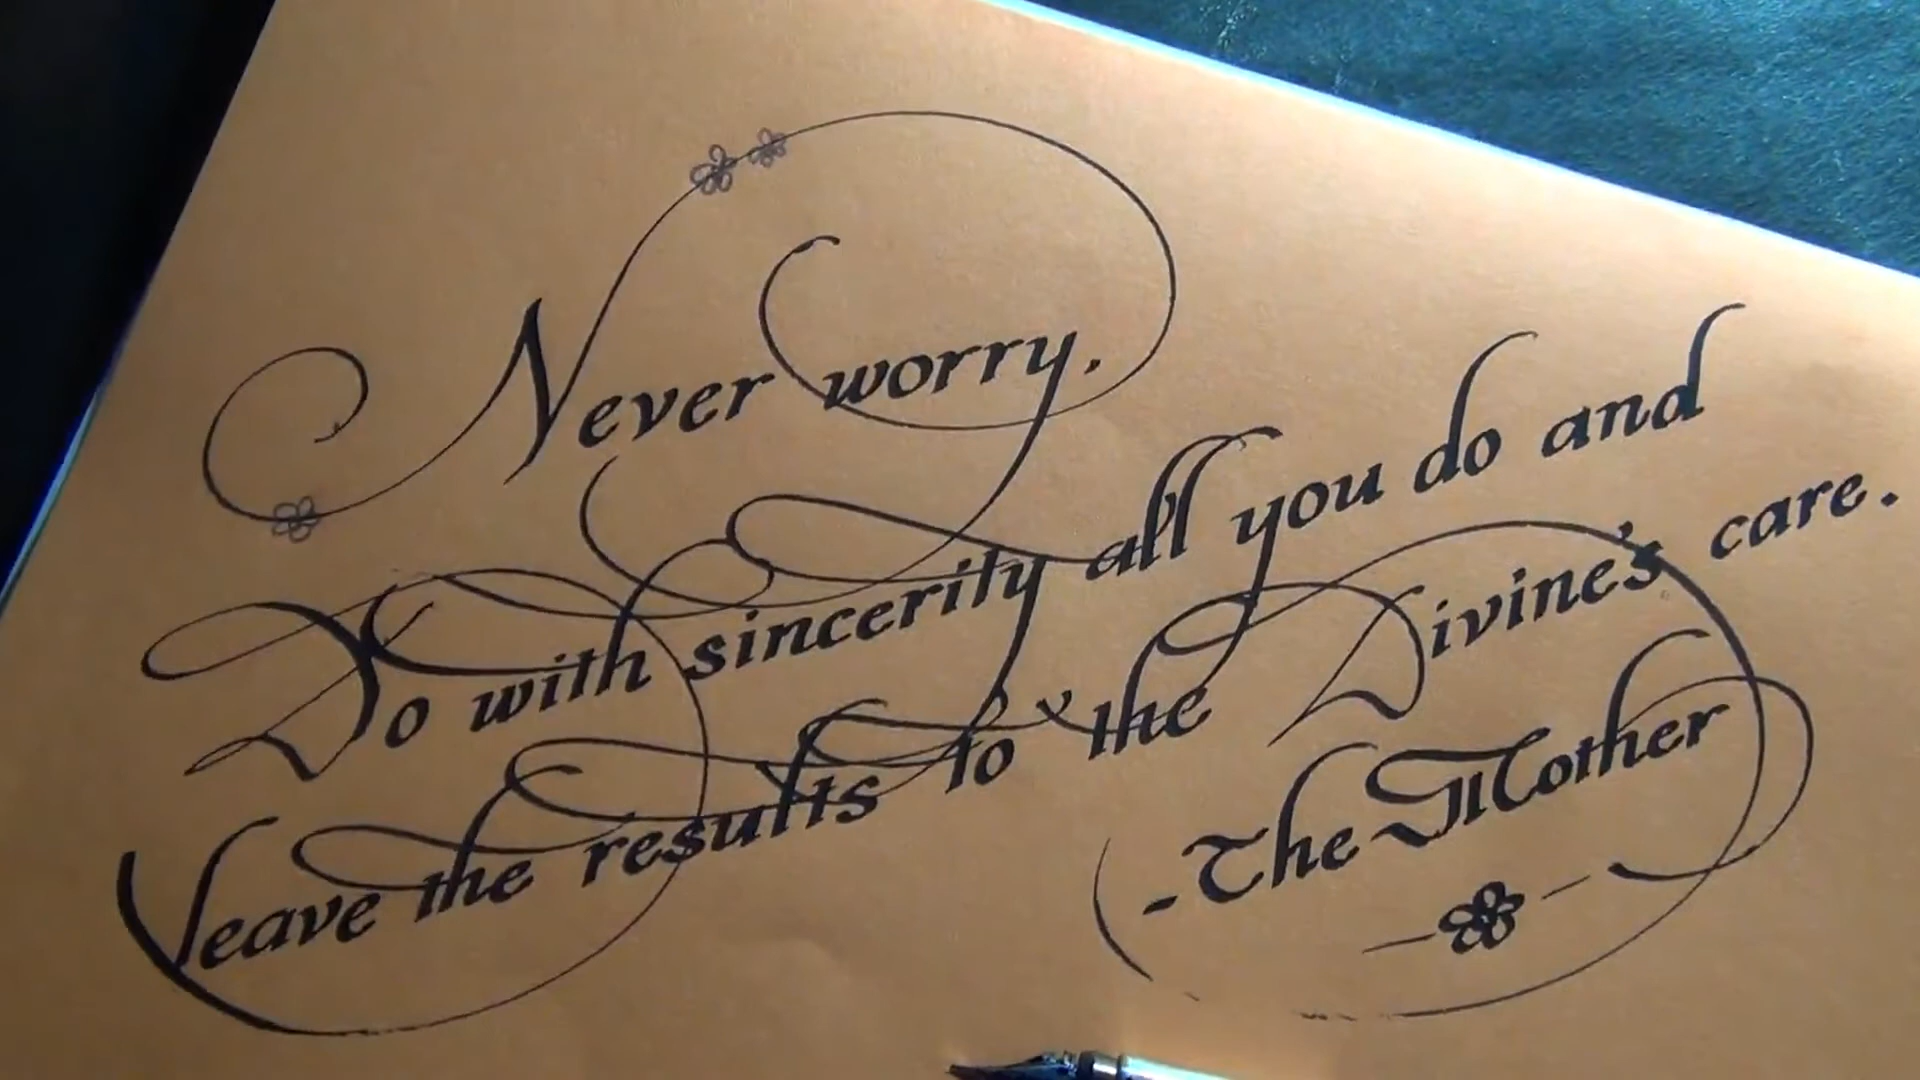 Never worry.
Do with sincerity all you do and
leave the results to the Divine's care.
-The Mother